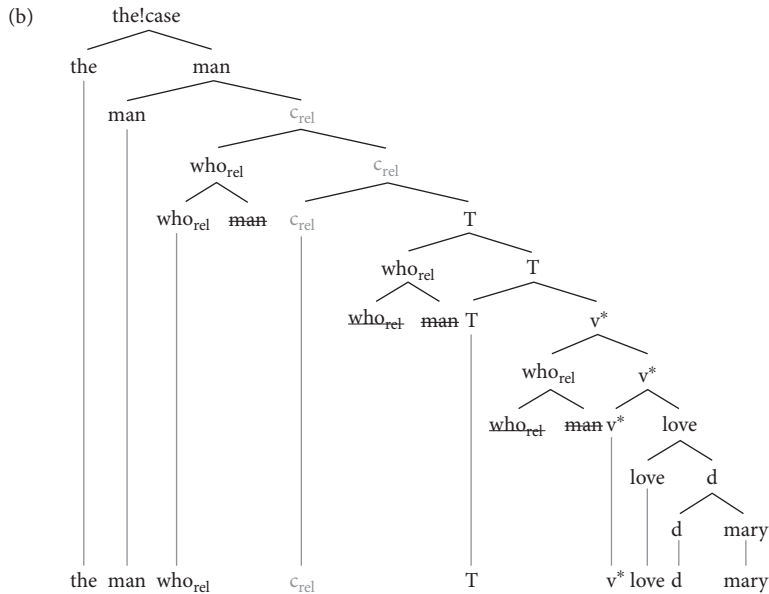 (b) the!case
the man
man c_rel
who_rel c_rel
who_rel man c_rel T
who_rel T
who_rel man T v*
who_rel v*
who_rel man v* love
love d
d mary
the man who_rel c_rel T v* love d mary